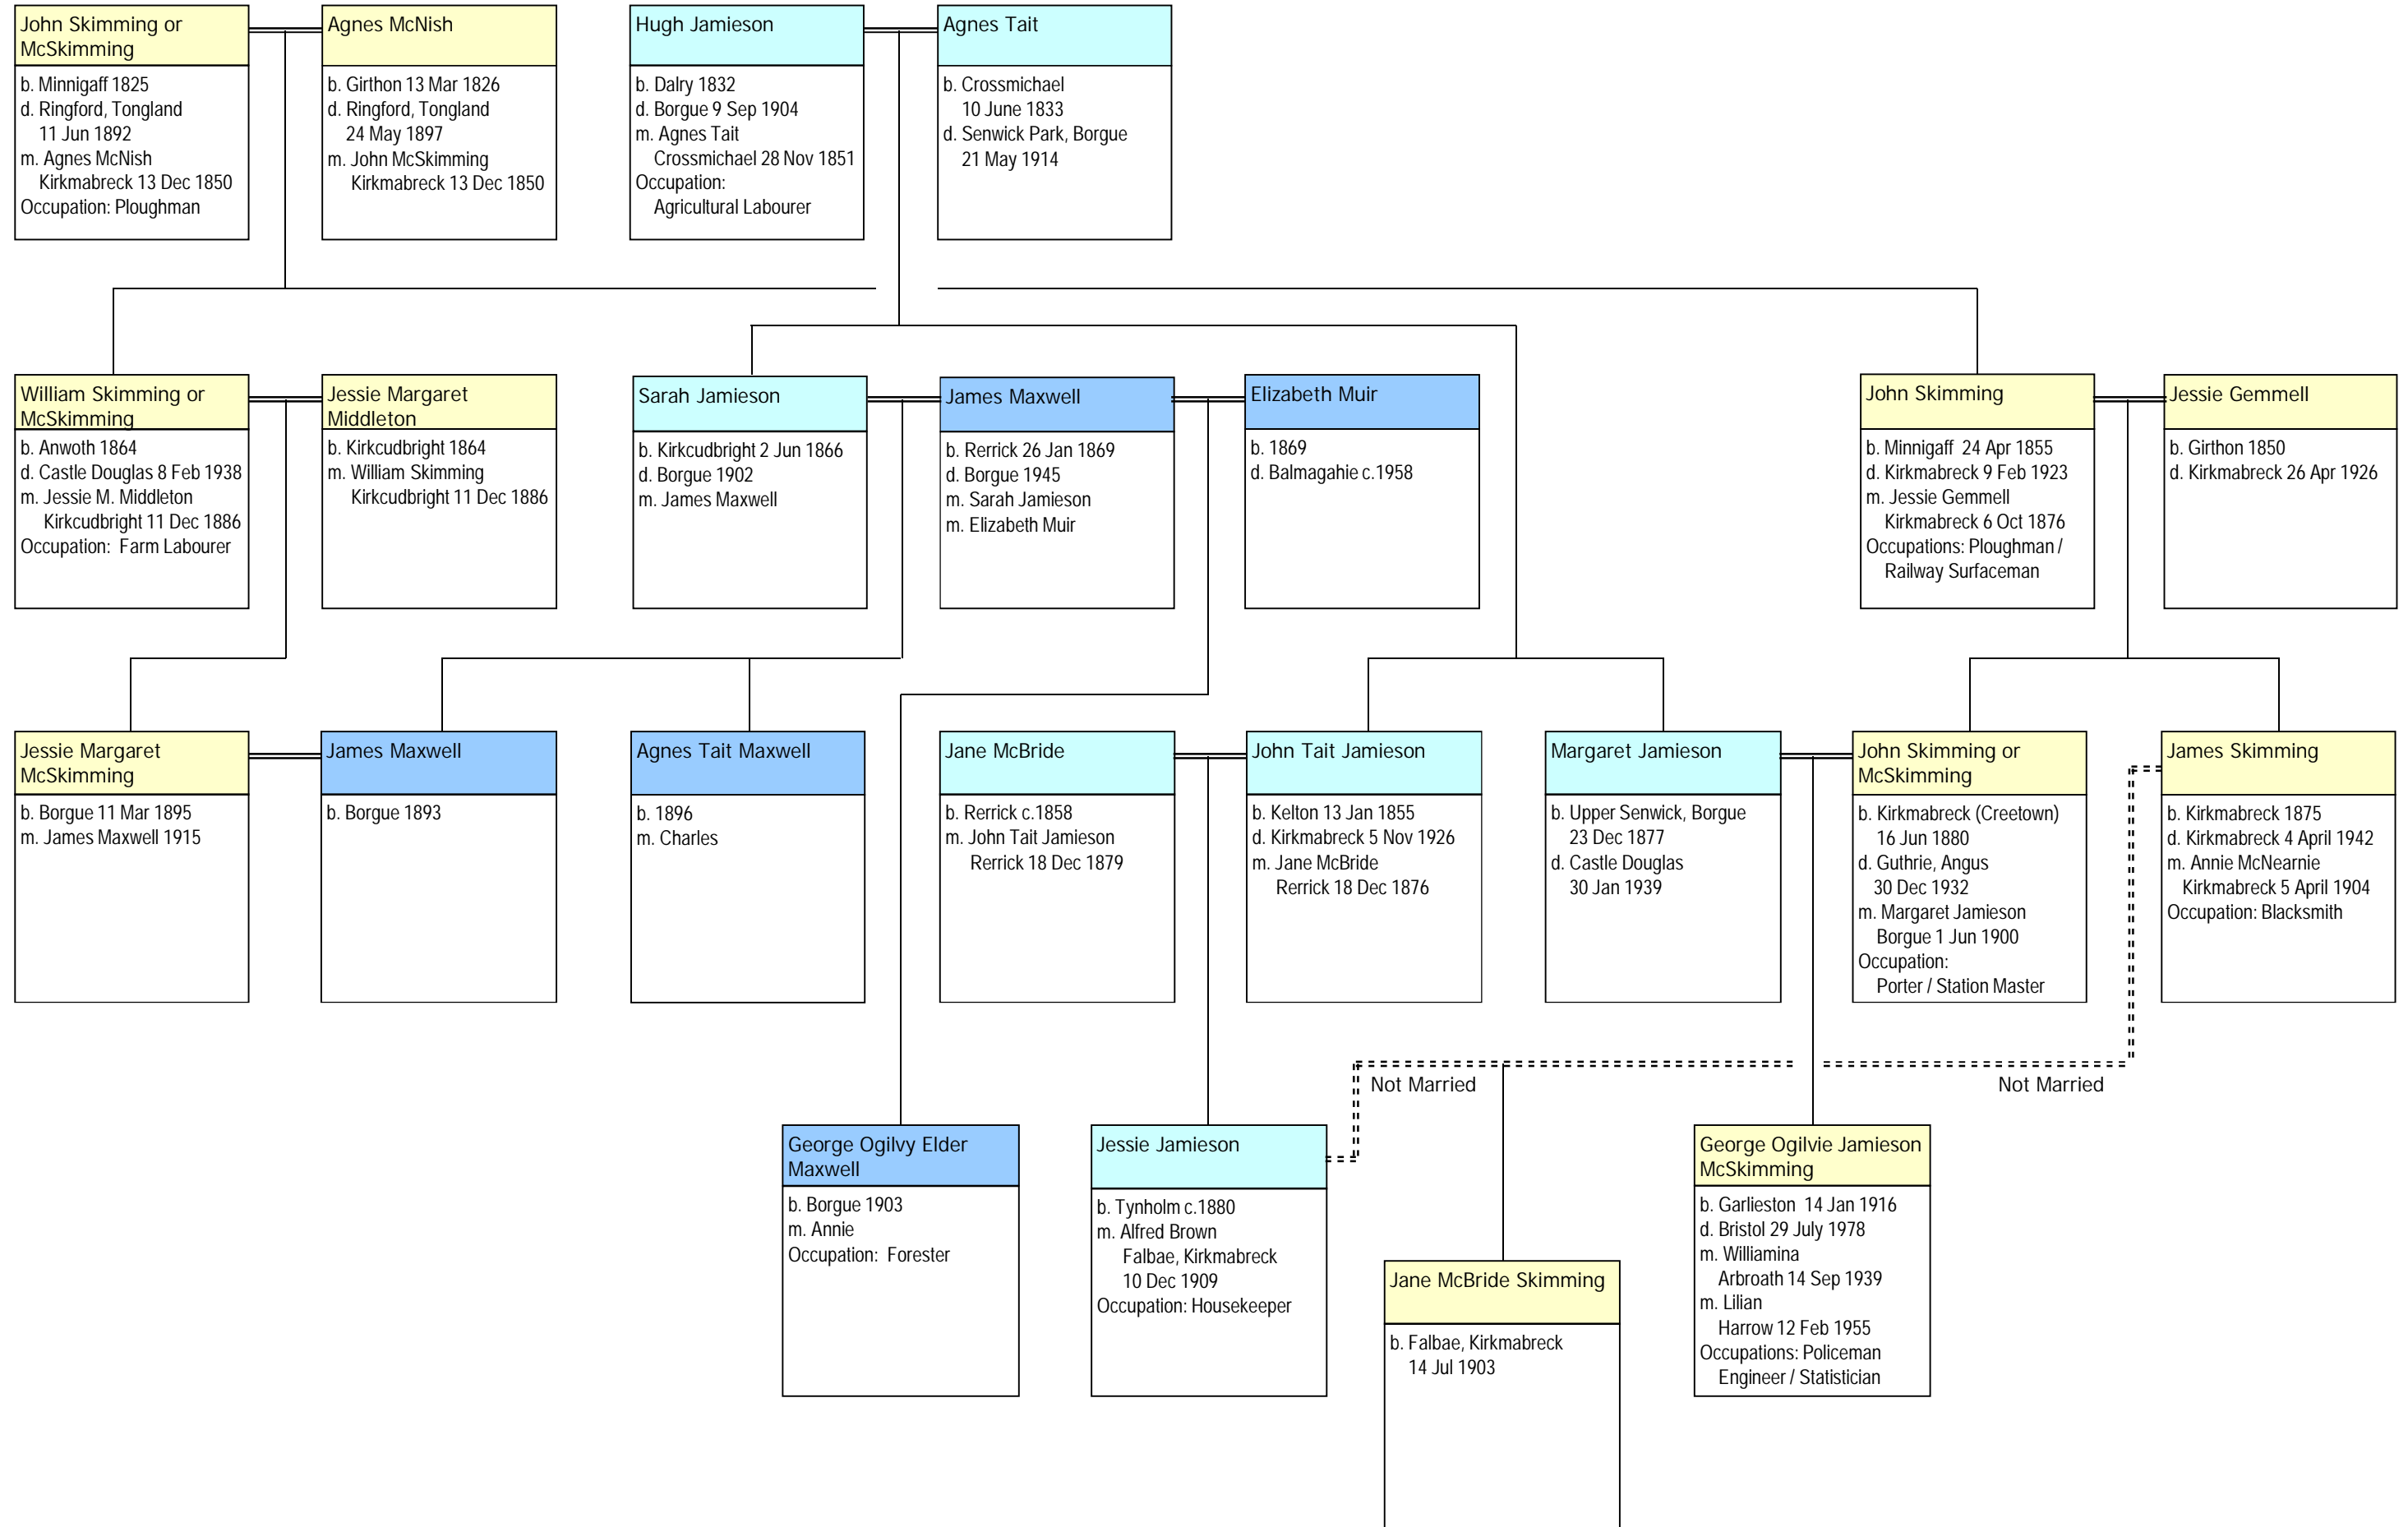 John Skimming or
McSkimming
b. Minnigaff 1825
d. Ringford, Tongland
11 Jun 1892
m. Agnes McNish
Kirkmabreck 13 Dec 1850
Occupation: Ploughman
Agnes McNish
b. Girthon 13 Mar 1826
d. Ringford, Tongland
24 May 1897
m. John McSkimming
Kirkmabreck 13 Dec 1850
Hugh Jamieson
b. Dalry 1832
d. Borgue 9 Sep 1904
m. Agnes Tait
Crossmichael 28 Nov 1851
Occupation:
Agricultural Labourer
Agnes Tait
b. Crossmichael
10 June 1833
d. Senwick Park, Borgue
21 May 1914
William Skimming or
McSkimming
b. Anwoth 1864
d. Castle Douglas 8 Feb 1938
m. Jessie M. Middleton
Kirkcudbright 11 Dec 1886
Occupation: Farm Labourer
Jessie Margaret
Middleton
b. Kirkcudbright 1864
m. William Skimming
Kirkcudbright 11 Dec 1886
Sarah Jamieson
b. Kirkcudbright 2 Jun 1866
d. Borgue 1902
m. James Maxwell
James Maxwell
b. Rerrick 26 Jan 1869
d. Borgue 1945
m. Sarah Jamieson
m. Elizabeth Muir
Elizabeth Muir
b. 1869
d. Balmagahie c.1958
John Skimming
b. Minnigaff 24 Apr 1855
d. Kirkmabreck 9 Feb 1923
m. Jessie Gemmell
Kirkmabreck 6 Oct 1876
Occupations: Ploughman /
Railway Surfaceman
Jessie Gemmell
b. Girthon 1850
d. Kirkmabreck 26 Apr 1926
Jessie Margaret
McSkimming
b. Borgue 11 Mar 1895
m. James Maxwell 1915
James Maxwell
b. Borgue 1893
Agnes Tait Maxwell
b. 1896
m. Charles
Jane McBride
b. Rerrick c.1858
m. John Tait Jamieson
Rerrick 18 Dec 1879
John Tait Jamieson
b. Kelton 13 Jan 1855
d. Kirkmabreck 5 Nov 1926
m. Jane McBride
Rerrick 18 Dec 1876
Margaret Jamieson
b. Upper Senwick, Borgue
23 Dec 1877
d. Castle Douglas
30 Jan 1939
John Skimming or
McSkimming
b. Kirkmabreck (Creetown)
16 Jun 1880
d. Guthrie, Angus
30 Dec 1932
m. Margaret Jamieson
Borgue 1 Jun 1900
Occupation:
Porter / Station Master
James Skimming
b. Kirkmabreck 1875
d. Kirkmabreck 4 April 1942
m. Annie McNearnie
Kirkmabreck 5 April 1904
Occupation: Blacksmith
Not Married
Not Married
George Ogilvy Elder
Maxwell
b. Borgue 1903
m. Annie
Occupation: Forester
Jessie Jamieson
b. Tynholm c.1880
m. Alfred Brown
Falbae, Kirkmabreck
10 Dec 1909
Occupation: Housekeeper
Jane McBride Skimming
b. Falbae, Kirkmabreck
14 Jul 1903
George Ogilvie Jamieson
McSkimming
b. Garlieston 14 Jan 1916
d. Bristol 29 July 1978
m. Williamina
Arbroath 14 Sep 1939
m. Lilian
Harrow 12 Feb 1955
Occupations: Policeman
Engineer / Statistician